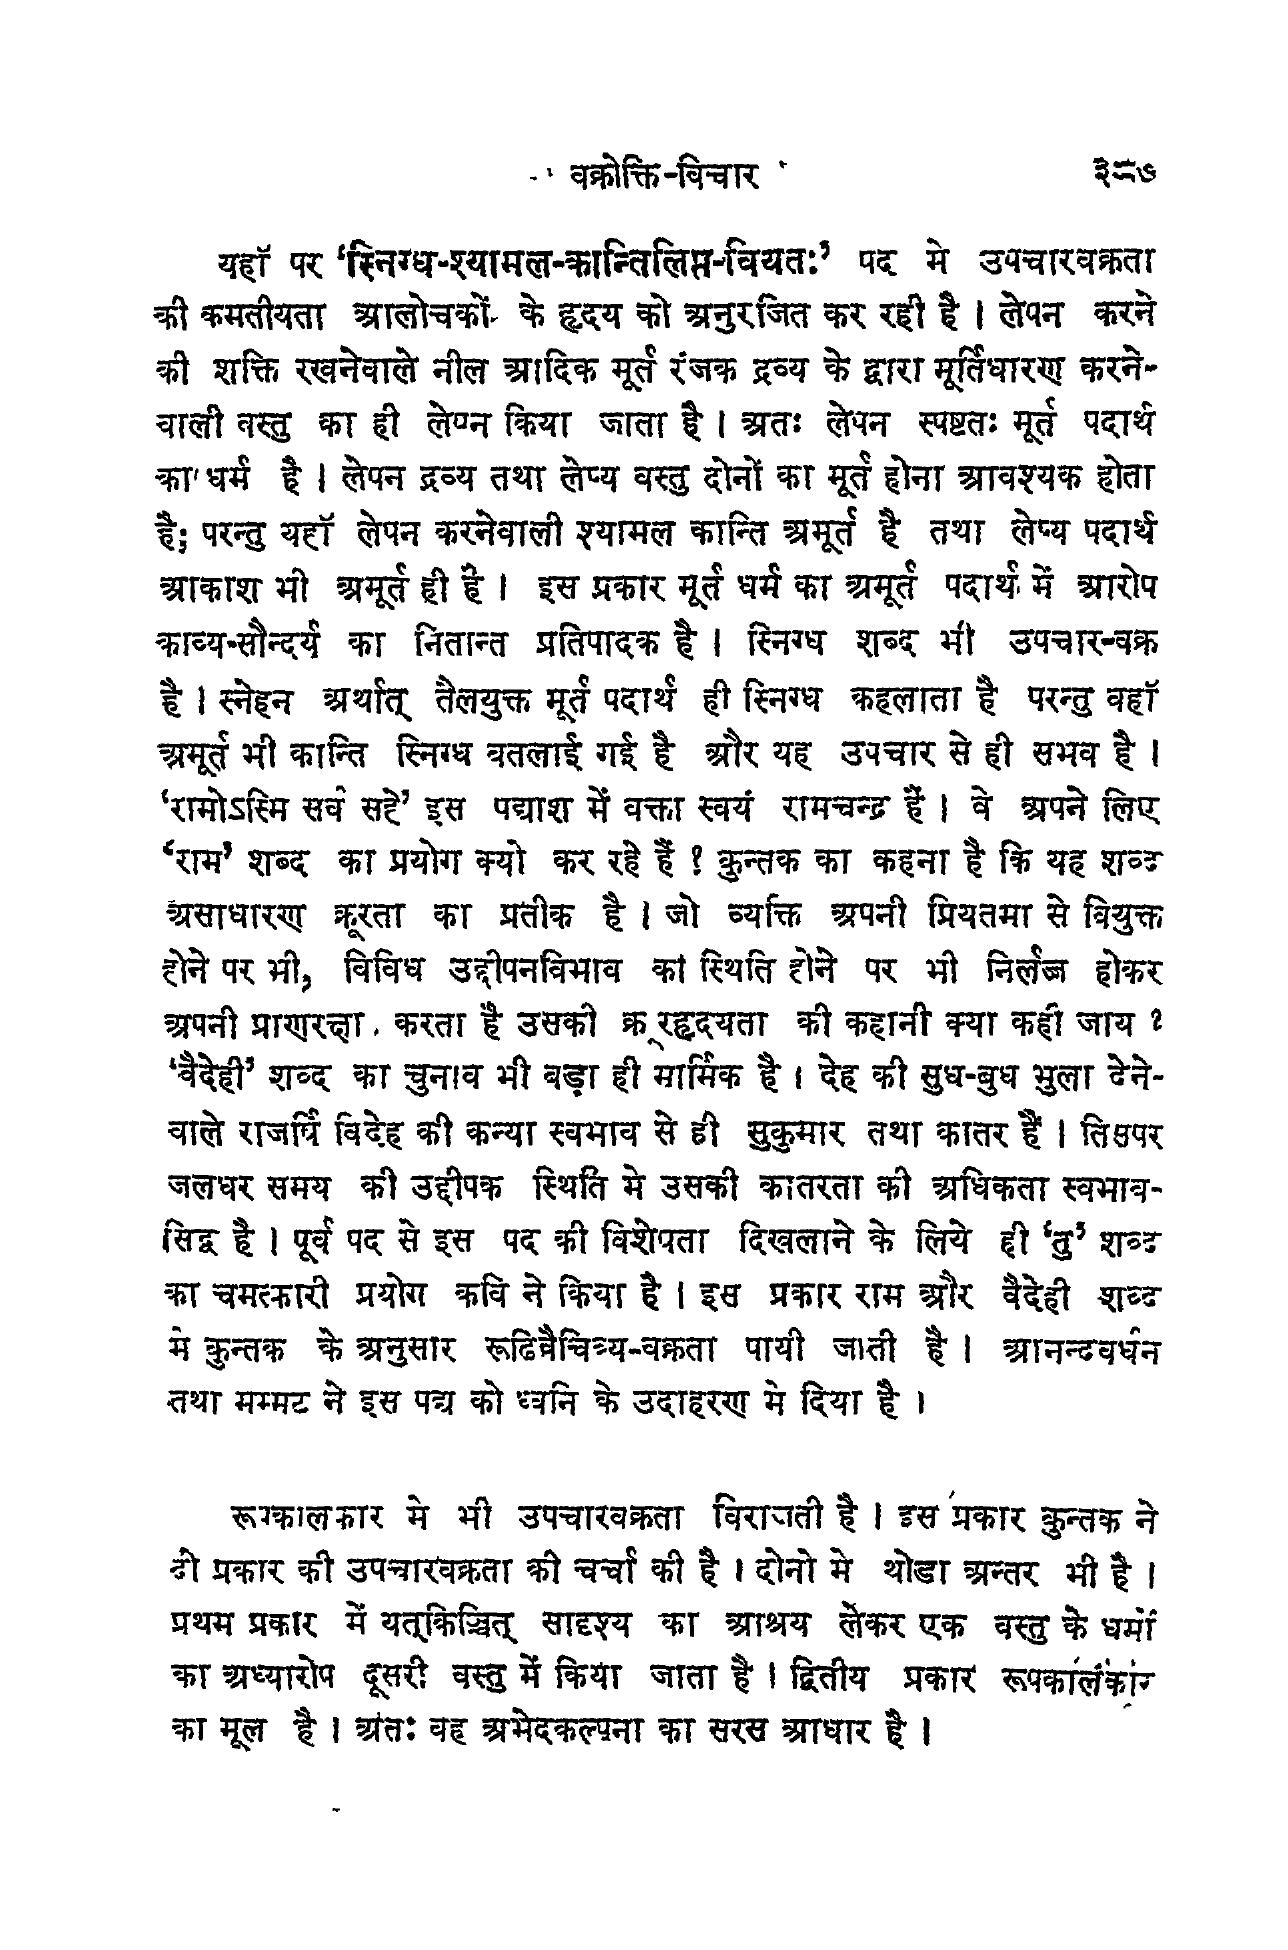 वक्रोक्ति-विचार ३८७
यहाँ पर ‘स्निग्ध-श्यामल-कान्तिलिप्त-वियतः’ पद मे उपचारवक्रता
की कमतीयता आलोचकों के हृदय को अनुरजित कर रही है । लेपन करने
की शक्ति रखनेवाले नील आदिक मूर्त रंजक द्रव्य के द्वारा मूर्तिधारण करने-
वाली वस्तु का ही लेपन किया जाता है । अतः लेपन स्पष्टतः मूर्त पदार्थ
का धर्म है । लेपन द्रव्य तथा लेप्य वस्तु दोनों का मूर्त होना आवश्यक होता
है; परन्तु यहाँ लेपन करनेवाली श्यामल कान्ति अमूर्त है तथा लेप्य पदार्थ
आकाश भी अमूर्त ही है । इस प्रकार मूर्त धर्म का अमूर्त पदार्थ में आरोप
काव्य-सौन्दर्य का नितान्त प्रतिपादक है । स्निग्ध शब्द भी उपचार-वक्र
है । स्नेहन अर्थात् तैलयुक्त मूर्त पदार्थ ही स्निग्ध कहलाता है परन्तु वहाँ
अमूर्त भी कान्ति स्निग्ध बतलाई गई है और यह उपचार से ही सभव है ।
‘रामोऽस्मि सर्वं सहे’ इस पद्याश में वक्ता स्वयं रामचन्द्र हैं । वे अपने लिए
‘राम’ शब्द का प्रयोग क्यो कर रहे हैं ? कुन्तक का कहना है कि यह शब्द
असाधारण क्रूरता का प्रतीक है । जो व्यक्ति अपनी प्रियतमा से वियुक्त
होने पर भी, विविध उद्दीपनविभाव की स्थिति होने पर भी निर्लज्ज होकर
अपनी प्राणरक्षा करता है उसकी क्रूरहृदयता की कहानी क्या कही जाय ?
‘वैदेही’ शब्द का चुनाव भी बड़ा ही मार्मिक है । देह की सुध-बुध भुला देने-
वाले राजर्षि विदेह की कन्या स्वभाव से ही सुकुमार तथा कातर हैं । तिसपर
जलधर समय की उद्दीपक स्थिति मे उसकी कातरता की अधिकता स्वभाव-
सिद्व है । पूर्व पद से इस पद की विशेषता दिखलाने के लिये ही ‘तु’ शब्द
का चमत्कारी प्रयोग कवि ने किया है । इस प्रकार राम और वैदेही शब्द
मे कुन्तक के अनुसार रूढिवैचित्र्य-वक्रता पायी जाती है । आनन्दवर्धन
तथा मम्मट ने इस पद्य को ध्वनि के उदाहरण मे दिया है ।
रूपकालकार मे भी उपचारवक्रता विराजती है । इस प्रकार कुन्तक ने
दो प्रकार की उपचारवक्रता की चर्चा की है । दोनो मे थोडा अन्तर भी है ।
प्रथम प्रकार में यत्किञ्चित् सादृश्य का आश्रय लेकर एक वस्तु के धर्मों
का अध्यारोप दूसरी वस्तु में किया जाता है । द्वितीय प्रकार रूपकालंकार
का मूल है । अतः वह अभेदकल्पना का सरस आधार है ।